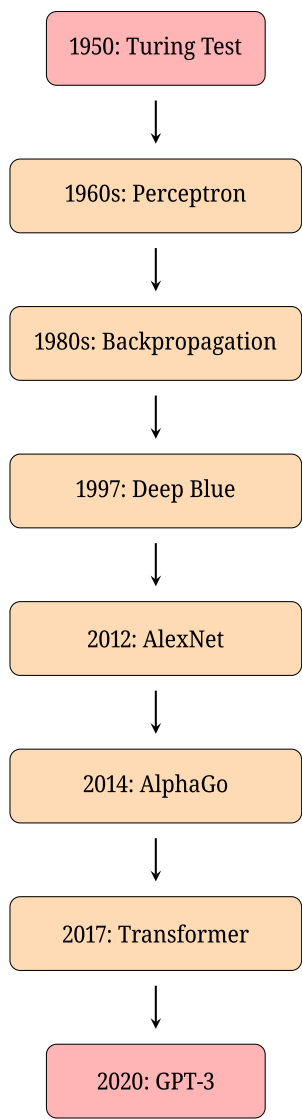 1950: Turing Test
1960s: Perceptron
1980s: Backpropagation
1997: Deep Blue
2012: AlexNet
2014: AlphaGo
2017: Transformer
2020: GPT-3